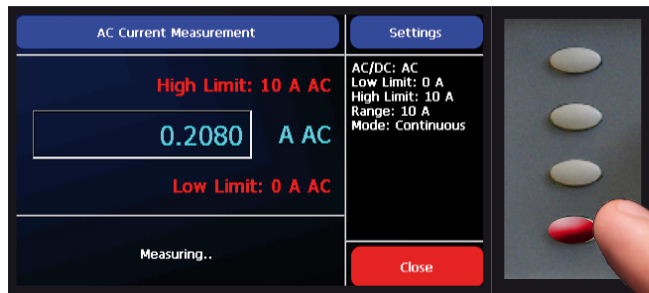 AC Current Measurement
High Limit: 10 A AC
0.2080 A AC
Low Limit: 0 A AC
Measuring..
Settings
AC/DC: AC
Low Limit: 0 A
High Limit: 10 A
Range: 10 A
Mode: Continuous
Close